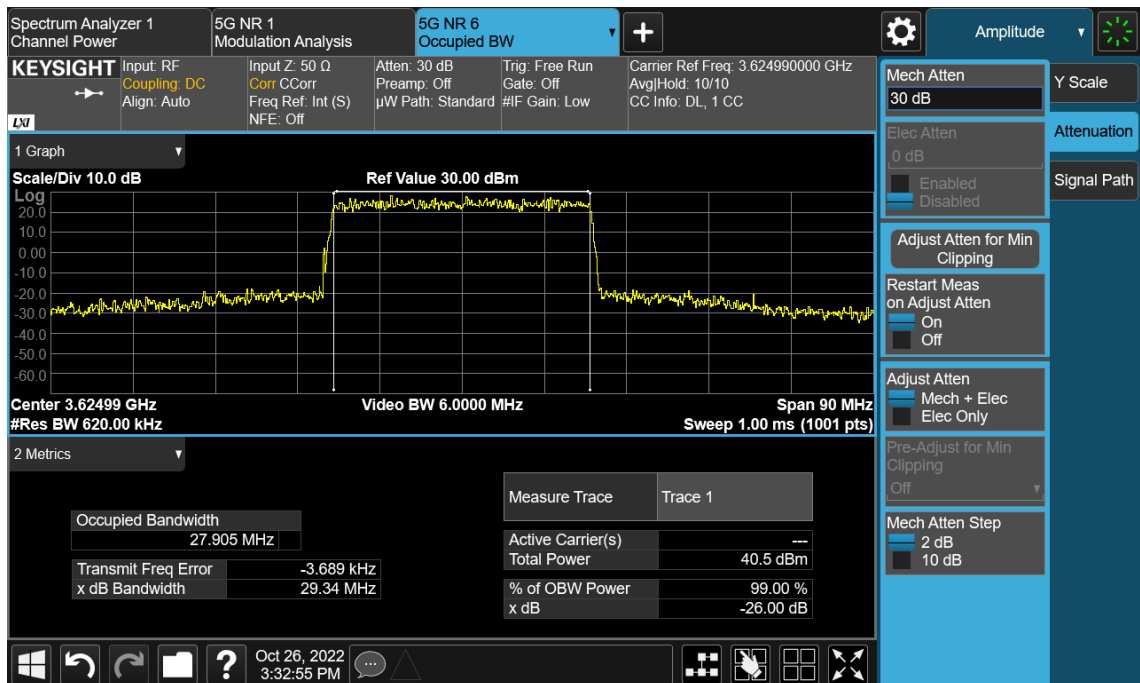 Spectrum Analyzer 1
Channel Power
5G NR 1
Modulation Analysis
5G NR 6
Occupied BW
Amplitude
KEYSIGHT
LXI
Input: RF
Coupling: DC
Align: Auto
Input Z: 50 Ω
Corr CCorr
Freq Ref: Int (S)
NFE: Off
Atten: 30 dB
Preamp: Off
µW Path: Standard
Trig: Free Run
Gate: Off
#IF Gain: Low
Carrier Ref Freq: 3.624990000 GHz
Avg|Hold: 10/10
CC Info: DL, 1 CC
1 Graph
Scale/Div 10.0 dB
Ref Value 30.00 dBm
Log
20.0
10.0
0.00
-10.0
-20.0
-30.0
-40.0
-50.0
-60.0
Center 3.62499 GHz
Video BW 6.0000 MHz
Span 90 MHz
#Res BW 620.00 kHz
Sweep 1.00 ms (1001 pts)
2 Metrics
Occupied Bandwidth
27.905 MHz
Transmit Freq Error -3.689 kHz
x dB Bandwidth 29.34 MHz
Measure Trace Trace 1
Active Carrier(s) ---
Total Power 40.5 dBm
% of OBW Power 99.00 %
x dB -26.00 dB
Oct 26, 2022
3:32:55 PM
?
Mech Atten
30 dB
Elec Atten
0 dB
Enabled
Disabled
Adjust Atten for Min
Clipping
Restart Meas
on Adjust Atten
On
Off
Adjust Atten
Mech + Elec
Elec Only
Pre-Adjust for Min
Clipping
Off
Mech Atten Step
2 dB
10 dB
Y Scale
Attenuation
Signal Path